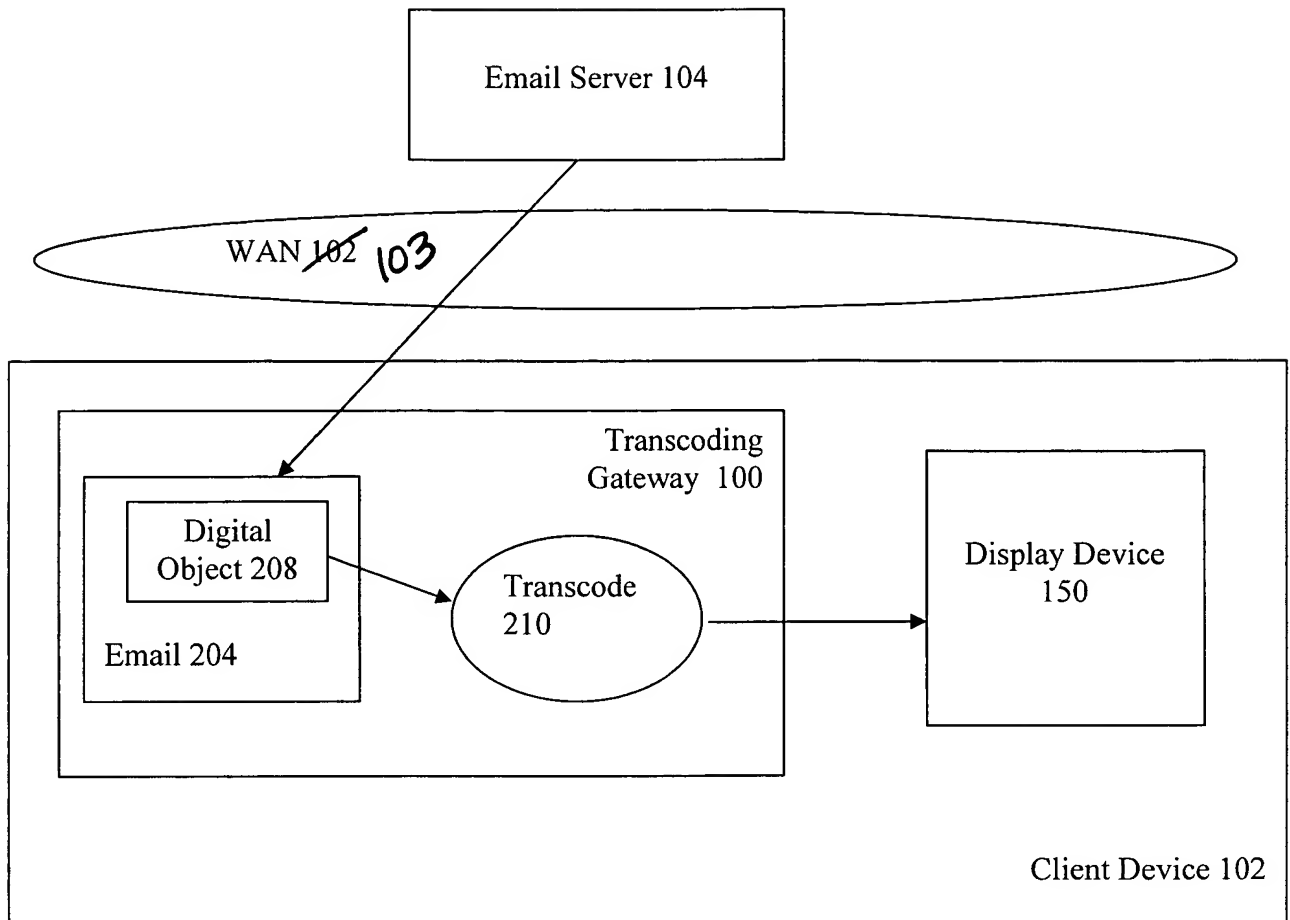 Email Server 104
WAN 102 103
Transcoding
Gateway 100
Digital
Object 208
Email 204
Transcode
210
Display Device
150
Client Device 102